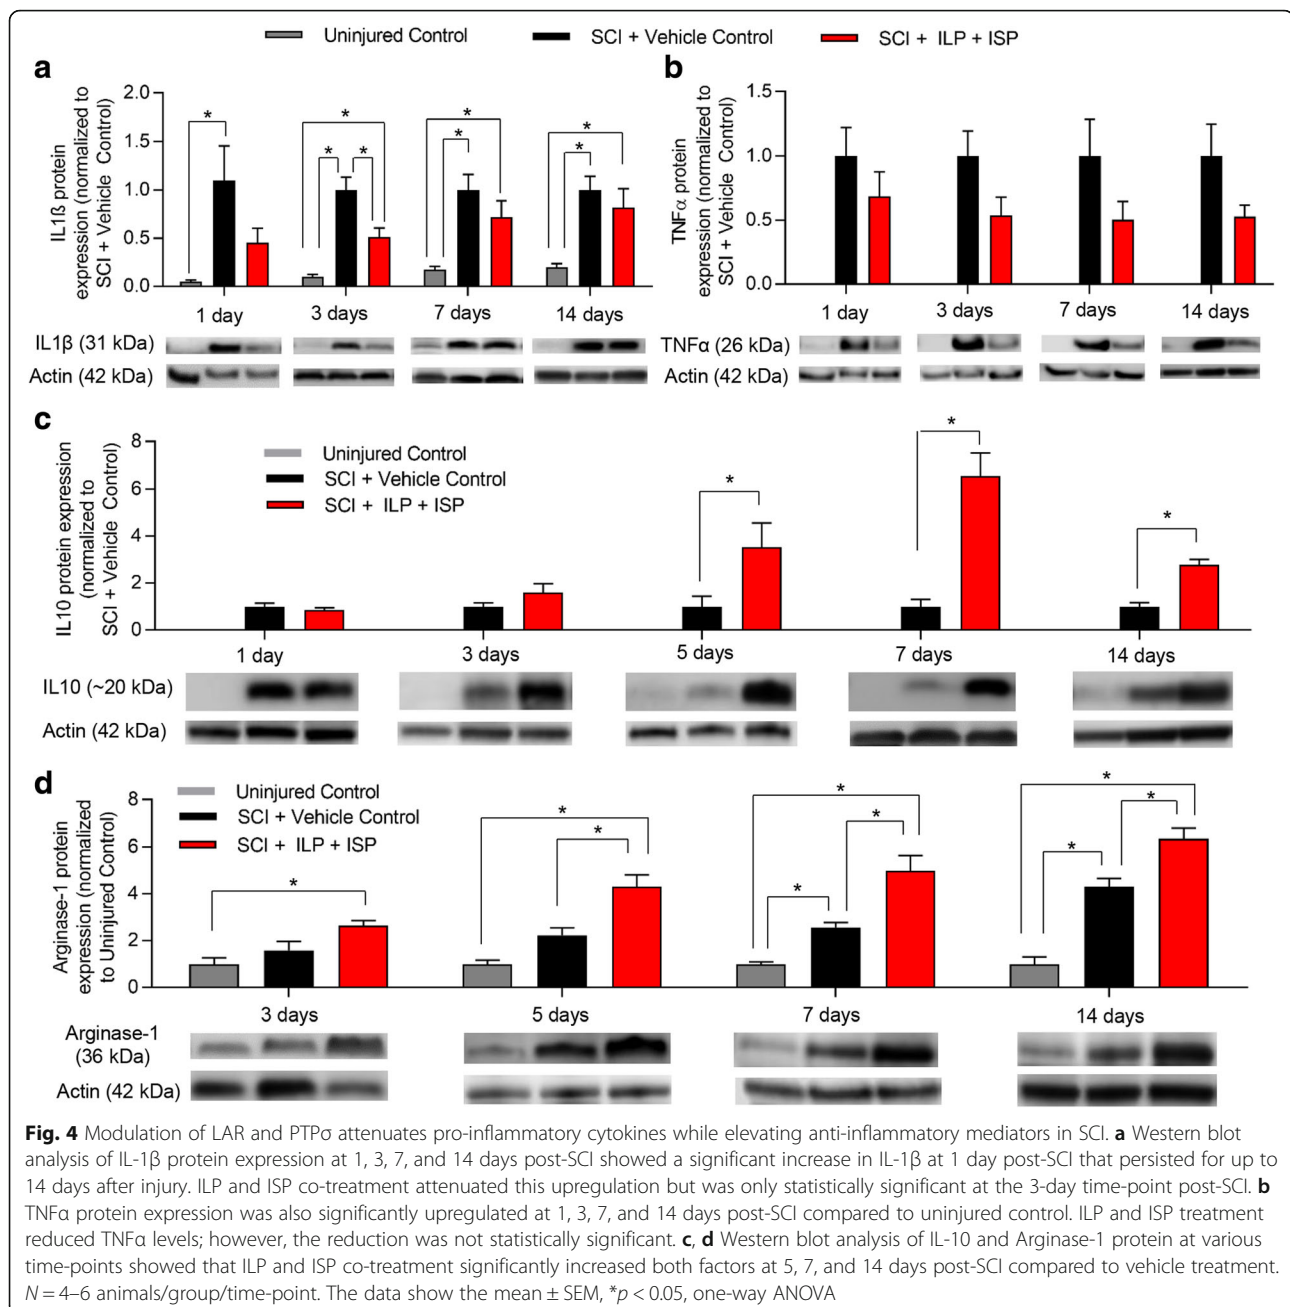 Uninjured Control SCI + Vehicle Control SCI + ILP + ISP
a
IL1ß protein
expression (normalized to
SCI + Vehicle Control)
2.0
1.5
1.0
0.5
0.0
* * * * * * * *
1 day 3 days 7 days 14 days
IL1β (31 kDa)
Actin (42 kDa)
b
TNFα protein
expression (normalized to
SCI + Vehicle Control)
1.5
1.0
0.5
0.0
1 day 3 days 7 days 14 days
TNFα (26 kDa)
Actin (42 kDa)
c
IL10 protein expression
(normalized to
SCI + Vehicle Control)
8
6
4
2
0
Uninjured Control
SCI + Vehicle Control
SCI + ILP + ISP
* * *
1 day 3 days 5 days 7 days 14 days
IL10 (~20 kDa)
Actin (42 kDa)
d
Arginase-1 protein
expression (normalized
to Uninjured Control)
8
6
4
2
0
Uninjured Control
SCI + Vehicle Control
SCI + ILP + ISP
* * * * * * * * *
3 days 5 days 7 days 14 days
Arginase-1
(36 kDa)
Actin (42 kDa)
Fig. 4 Modulation of LAR and PTPσ attenuates pro-inflammatory cytokines while elevating anti-inflammatory mediators in SCI. a Western blot
analysis of IL-1β protein expression at 1, 3, 7, and 14 days post-SCI showed a significant increase in IL-1β at 1 day post-SCI that persisted for up to
14 days after injury. ILP and ISP co-treatment attenuated this upregulation but was only statistically significant at the 3-day time-point post-SCI. b
TNFα protein expression was also significantly upregulated at 1, 3, 7, and 14 days post-SCI compared to uninjured control. ILP and ISP treatment
reduced TNFα levels; however, the reduction was not statistically significant. c, d Western blot analysis of IL-10 and Arginase-1 protein at various
time-points showed that ILP and ISP co-treatment significantly increased both factors at 5, 7, and 14 days post-SCI compared to vehicle treatment.
N = 4–6 animals/group/time-point. The data show the mean ± SEM, *p < 0.05, one-way ANOVA